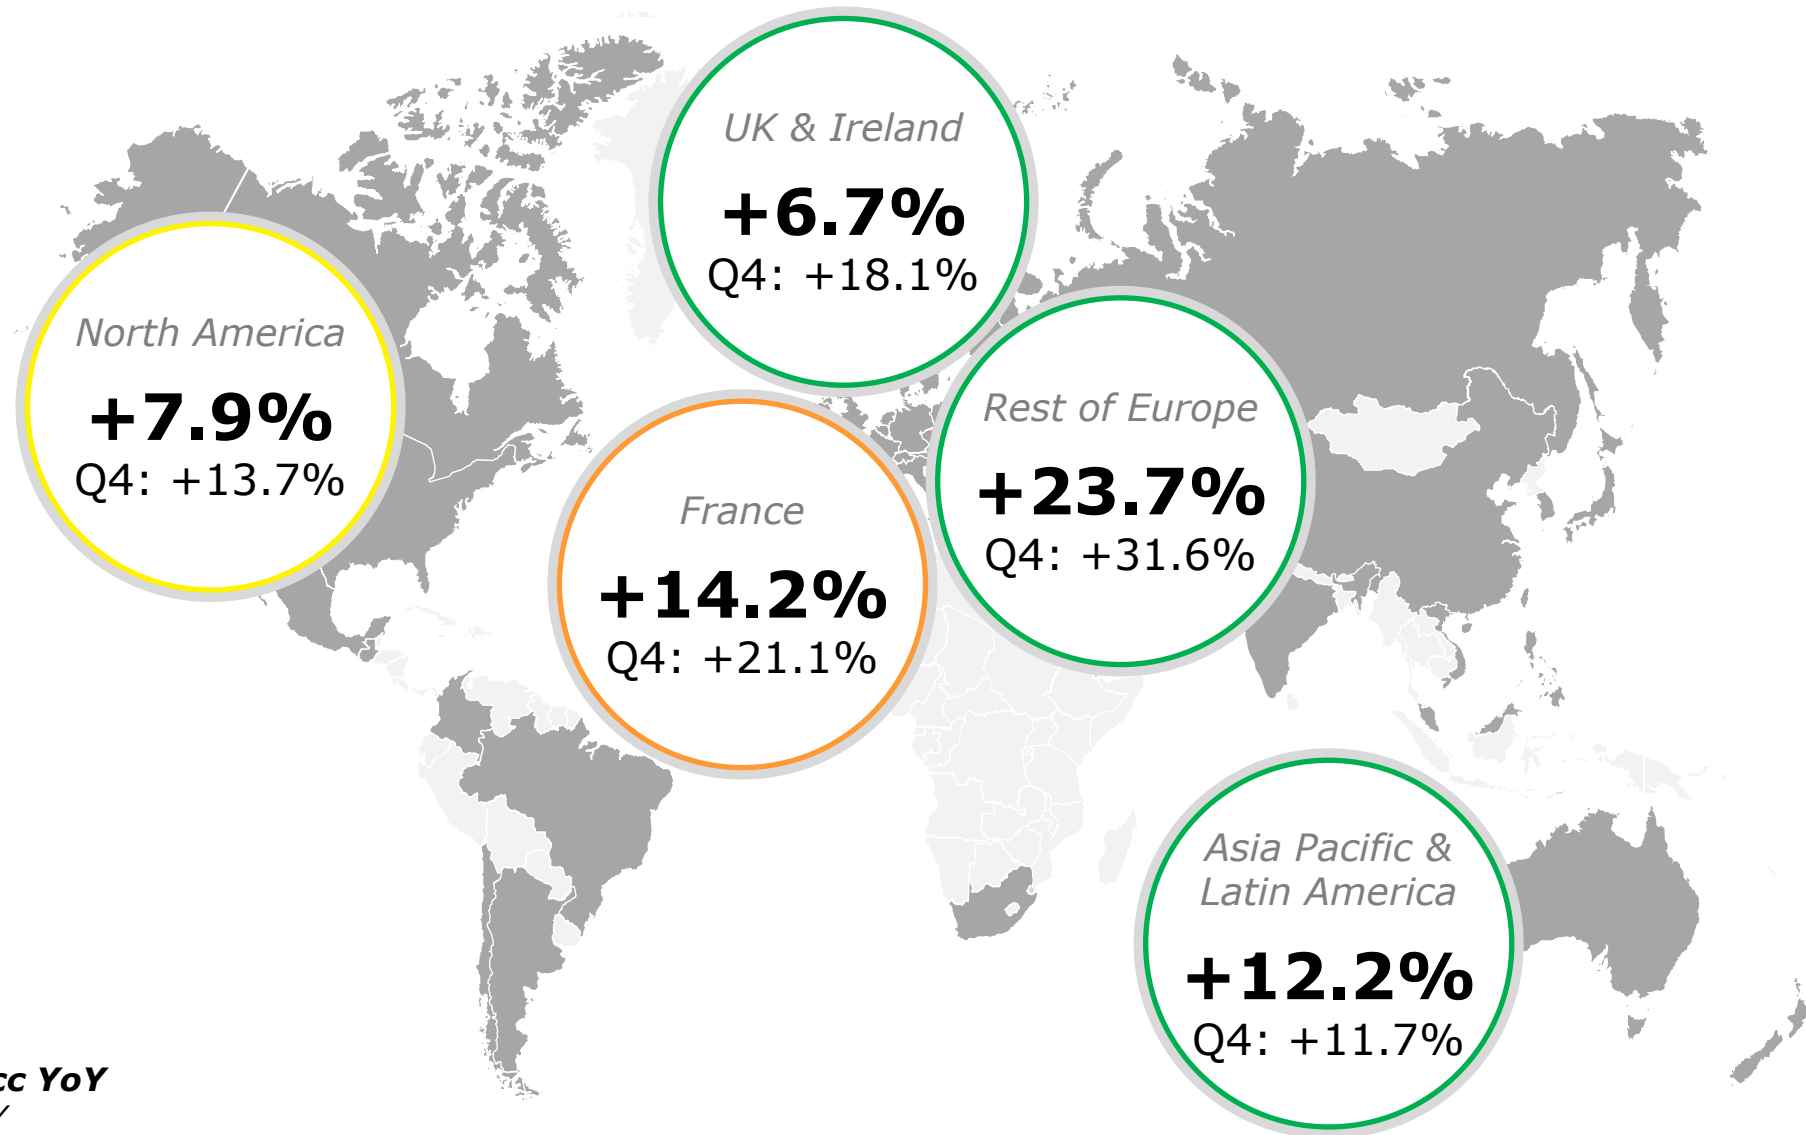 UK & Ireland
+6.7%
Q4: +18.1%
North America
+7.9%
Q4: +13.7%
Rest of Europe
+23.7%
Q4: +31.6%
France
+14.2%
Q4: +21.1%
Asia Pacific &
Latin America
+12.2%
Q4: +11.7%
YoY